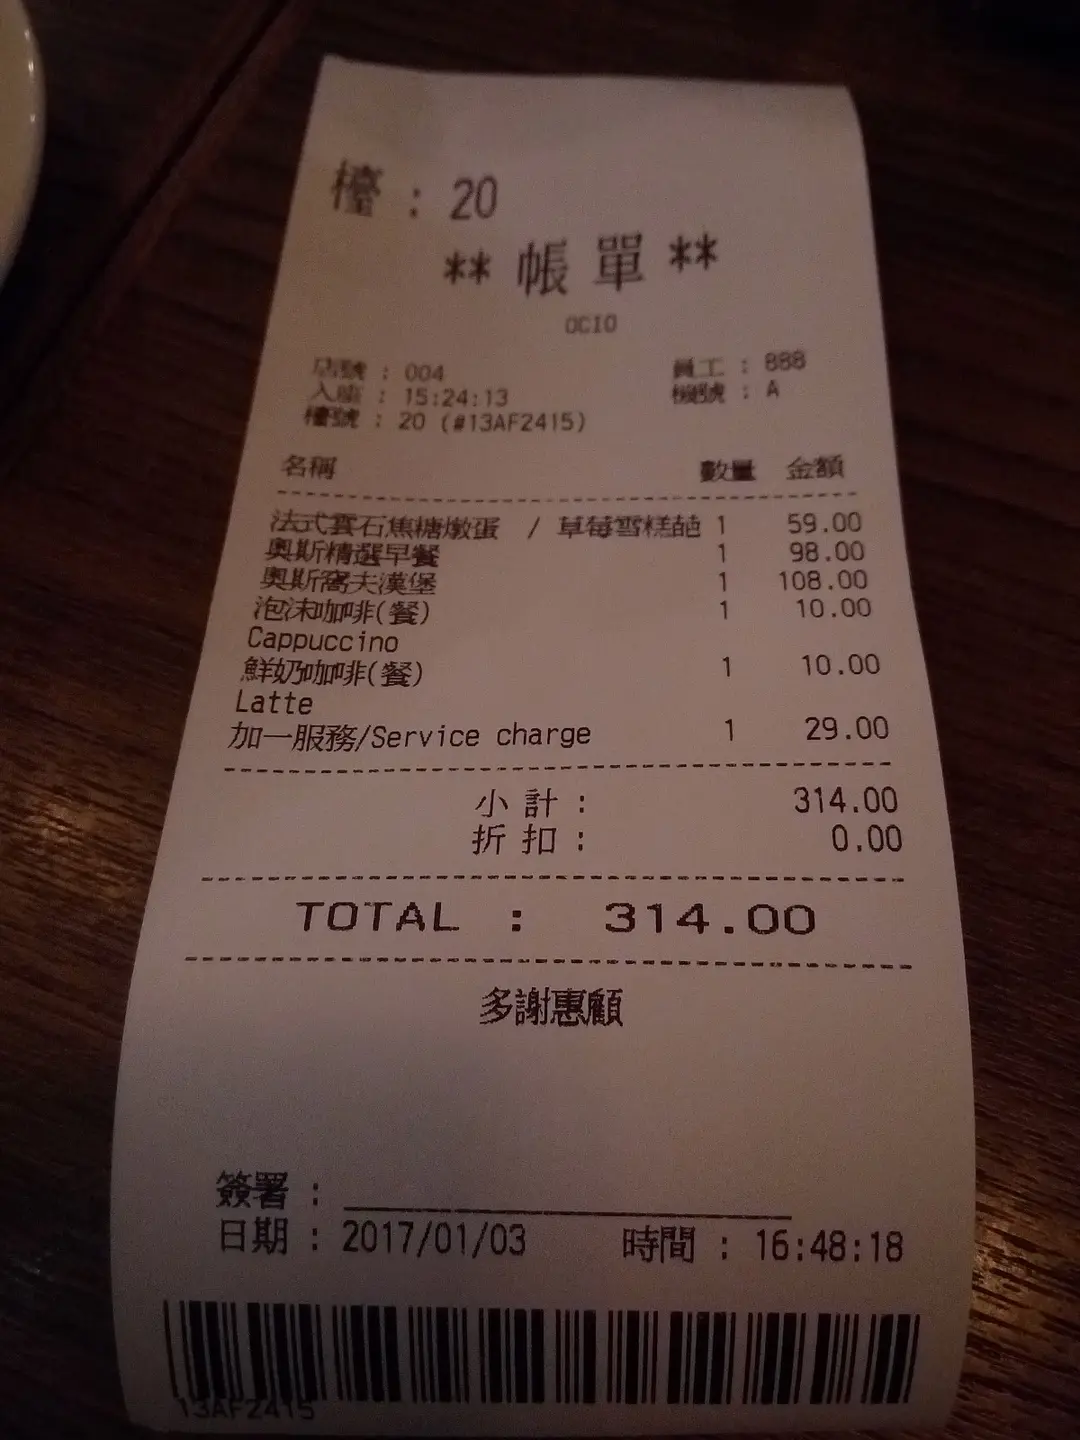 檯 : 20
** 帳 單 **
OCIO
店號 : 004 員工 : 888
入座 : 15:24:13 機號 : A
檯號 : 20 (#13AF2415)
名稱 數量 金額
法式雲石焦糖燉蛋 / 草莓雪糕皅 1 59.00
奧斯精選早餐 1 98.00
奧斯窩夫漢堡 1 108.00
泡沫咖啡(餐) 1 10.00
Cappuccino
鮮奶咖啡(餐) 1 10.00
Latte
加一服務/Service charge 1 29.00
小 計 : 314.00
折 扣 : 0.00
TOTAL : 314.00
多謝惠顧
簽署 :
日期 : 2017/01/03 時間 : 16:48:18
13AF2415